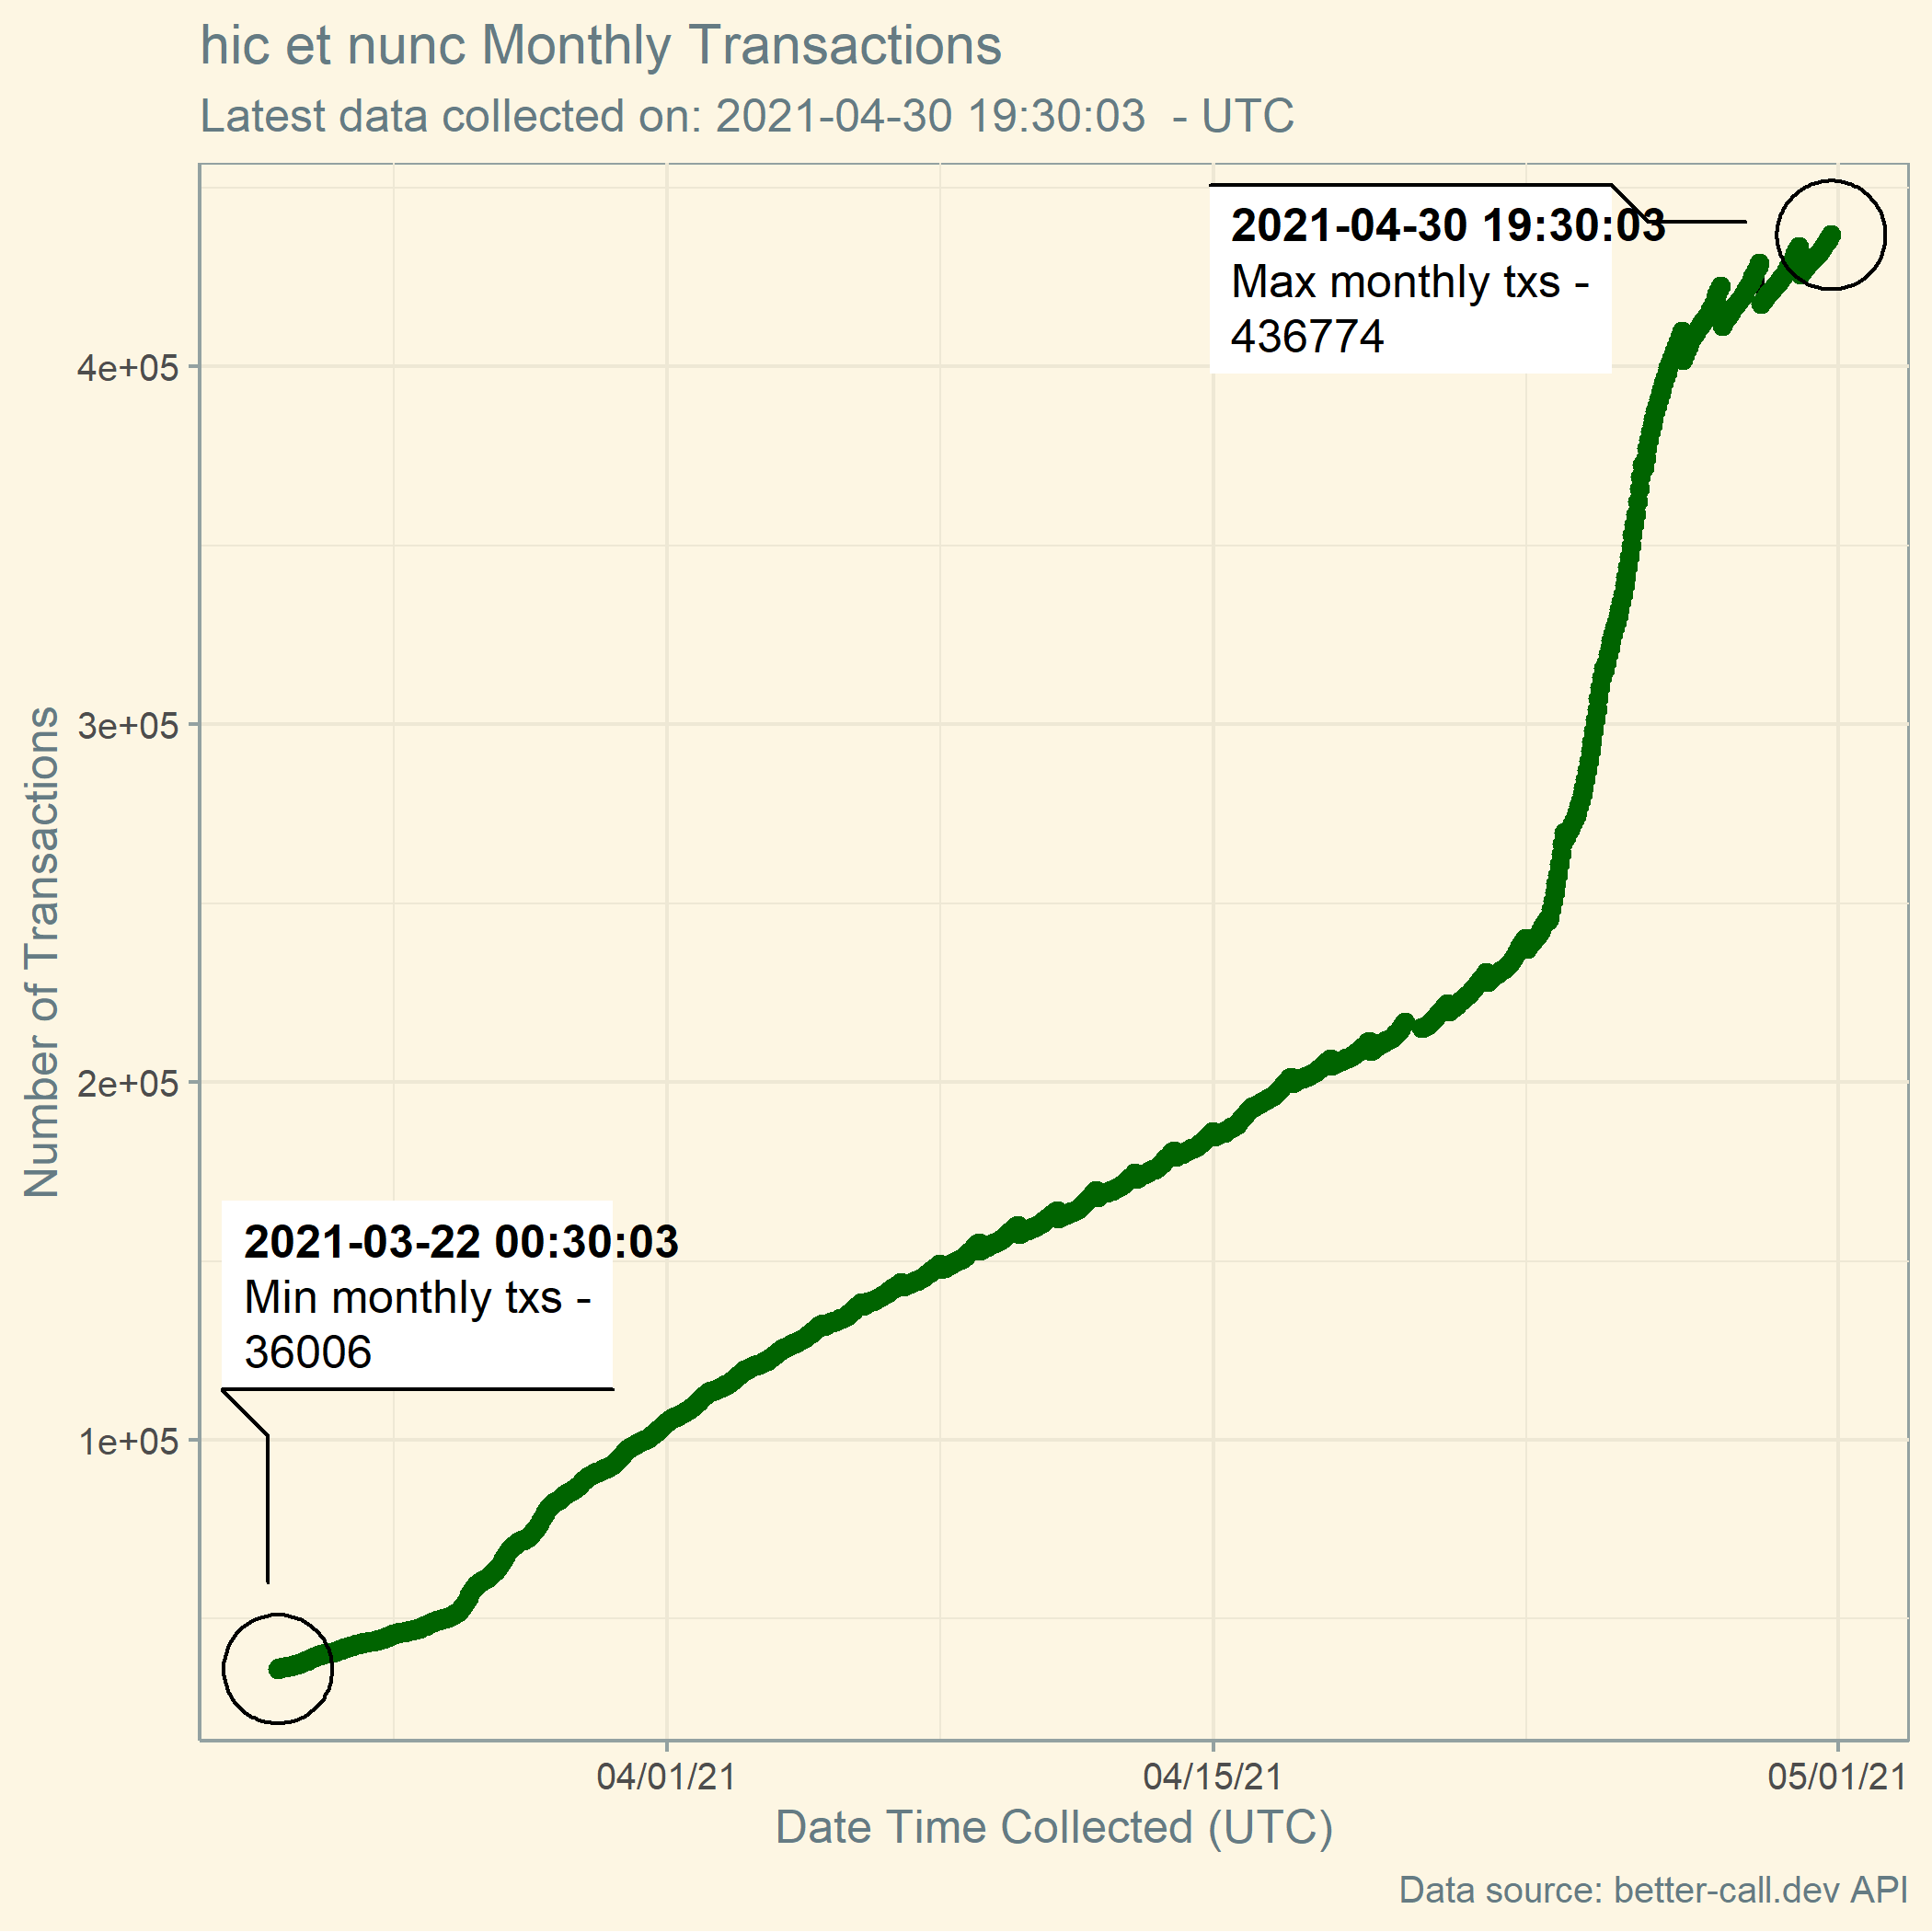 hic et nunc Monthly Transactions
Latest data collected on: 2021-04-30 19:30:03  - UTC
2021-04-30 19:30:03
Max monthly txs -
436774
4e+05
3e+05
2e+05
1e+05
Number of Transactions
2021-03-22 00:30:03
Min monthly txs -
36006
04/01/21
04/15/21
05/01/21
Date Time Collected (UTC)
Data source: better-call.dev API